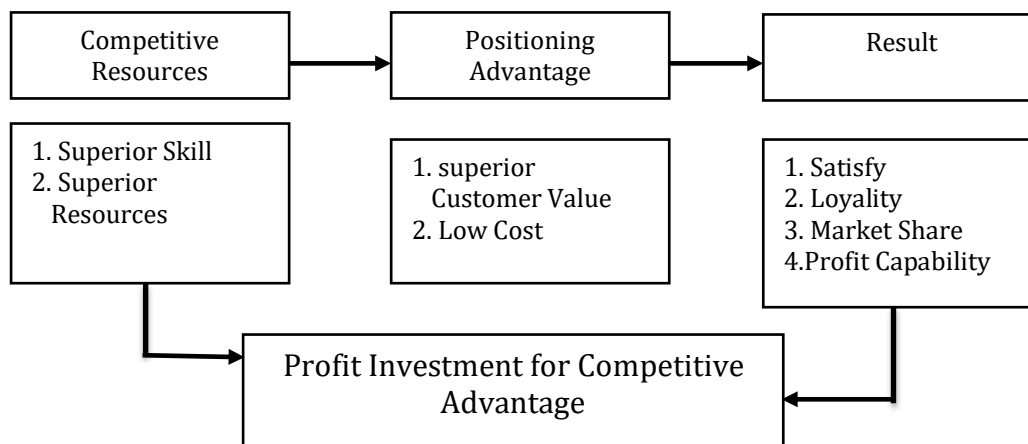 Competitive
Resources
Positioning
Advantage
Result
1. Superior Skill
2. Superior
Resources
1. superior
Customer Value
2. Low Cost
1. Satisfy
2. Loyality
3. Market Share
4.Profit Capability
Profit Investment for Competitive
Advantage